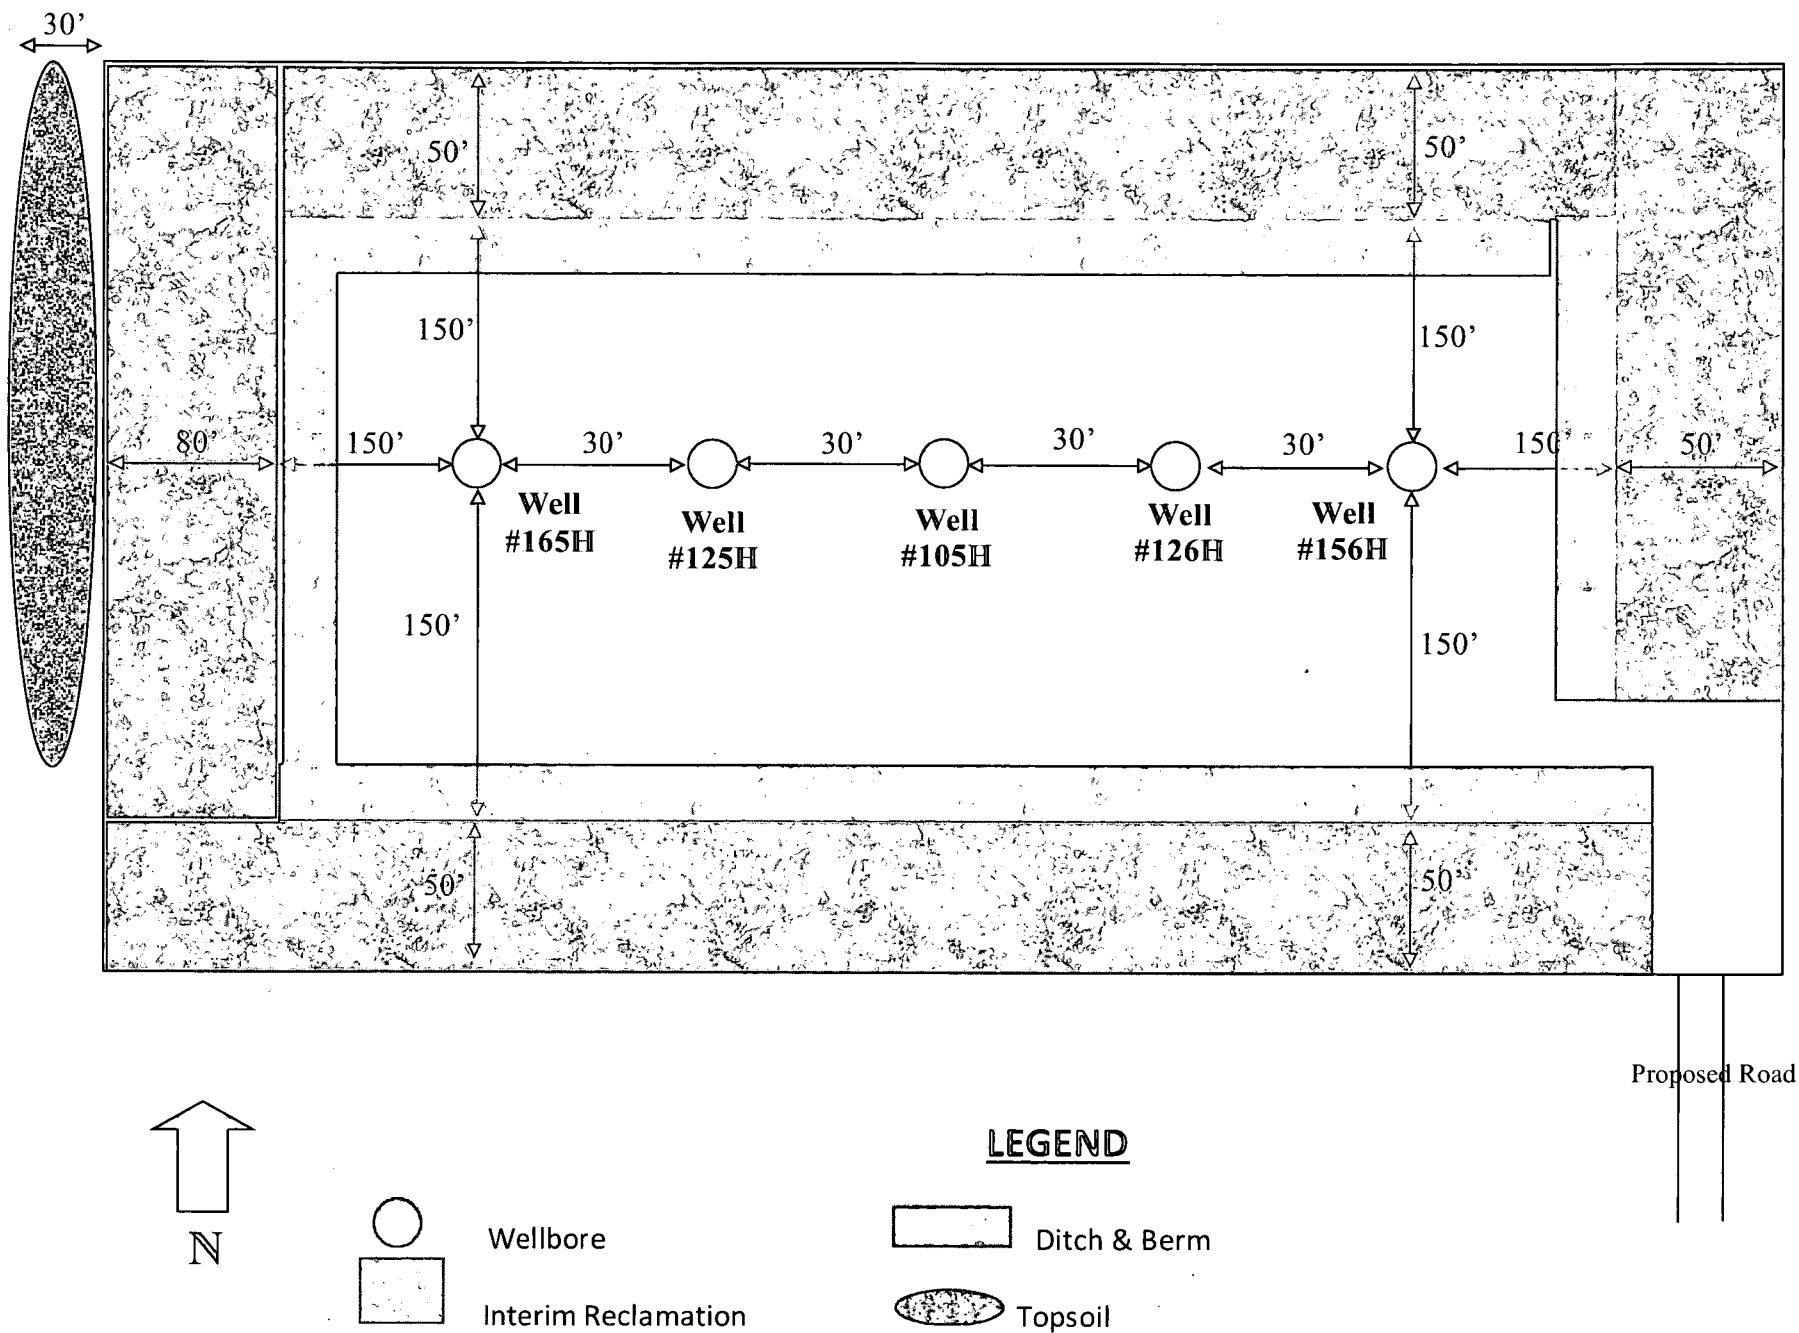 30’
50’
50’
150’
150’
80’
150’
30’
30’
30’
30’
150’
50’
Well
#165H
Well
#125H
Well
#105H
Well
#126H
Well
#156H
150’
150’
50’
50’
Proposed Road
N
LEGEND
Wellbore
Ditch & Berm
Interim Reclamation
Topsoil